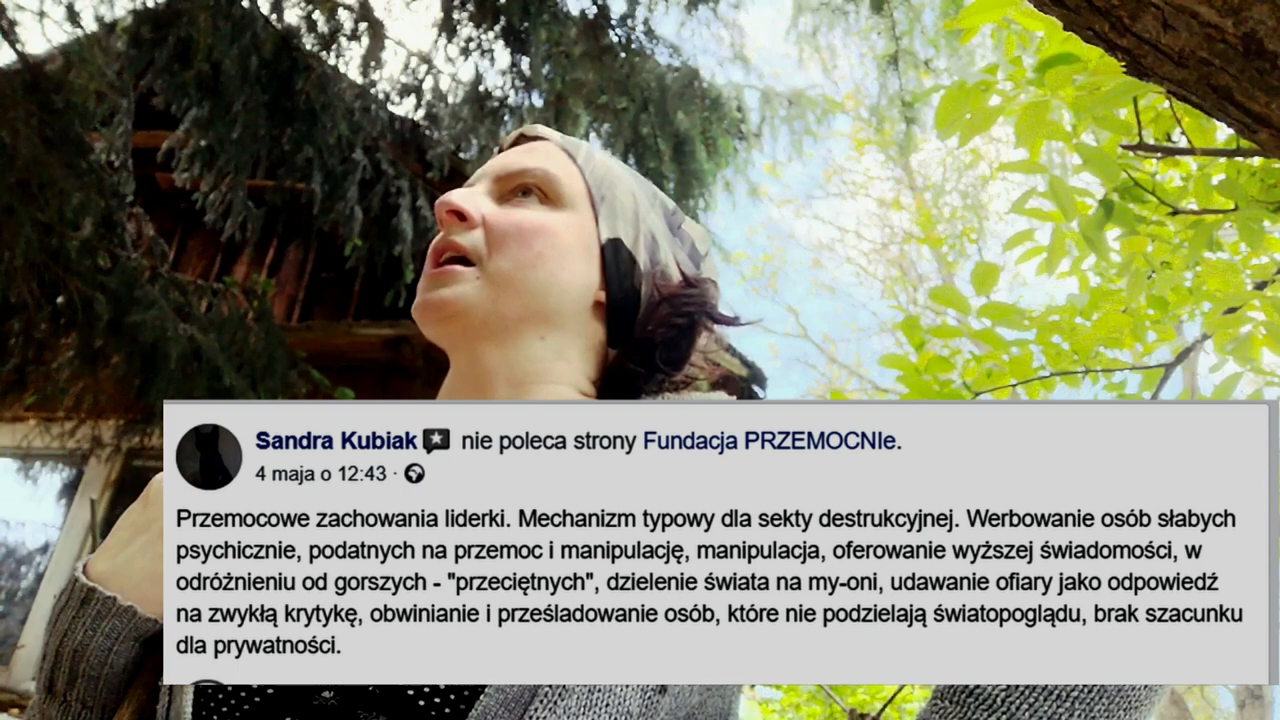 Sandra Kubiak nie poleca strony Fundacja PRZEMOCNIe.
4 maja o 12:43 ·
Przemocowe zachowania liderki. Mechanizm typowy dla sekty destrukcyjnej. Werbowanie osób słabych
psychicznie, podatnych na przemoc i manipulację, manipulacja, oferowanie wyższej świadomości, w
odróżnieniu od gorszych - "przeciętnych", dzielenie świata na my-oni, udawanie ofiary jako odpowiedź
na zwykłą krytykę, obwinianie i prześladowanie osób, które nie podzielają światopoglądu, brak szacunku
dla prywatności.